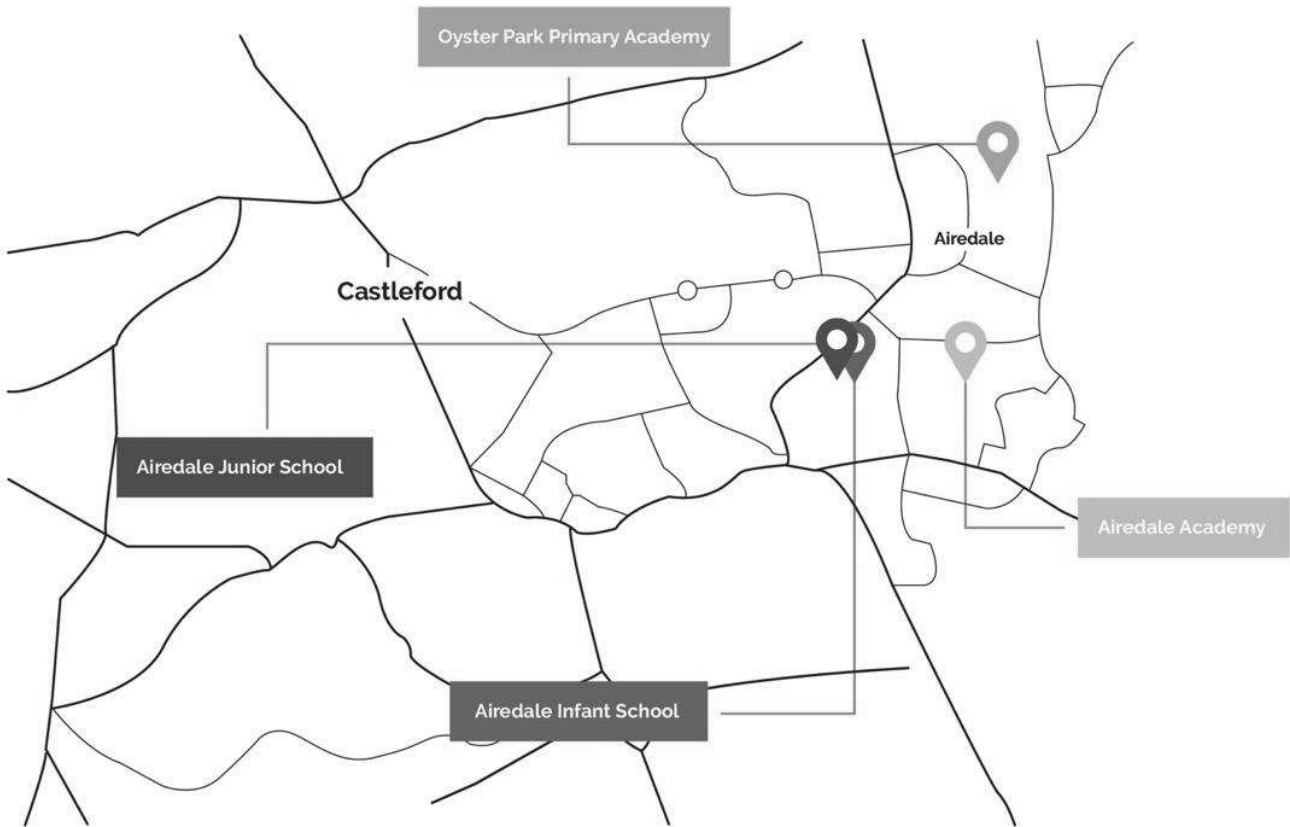 Oyster Park Primary Academy
Airedale
Castleford
Airedale Junior School
Airedale Academy
Airedale Infant School